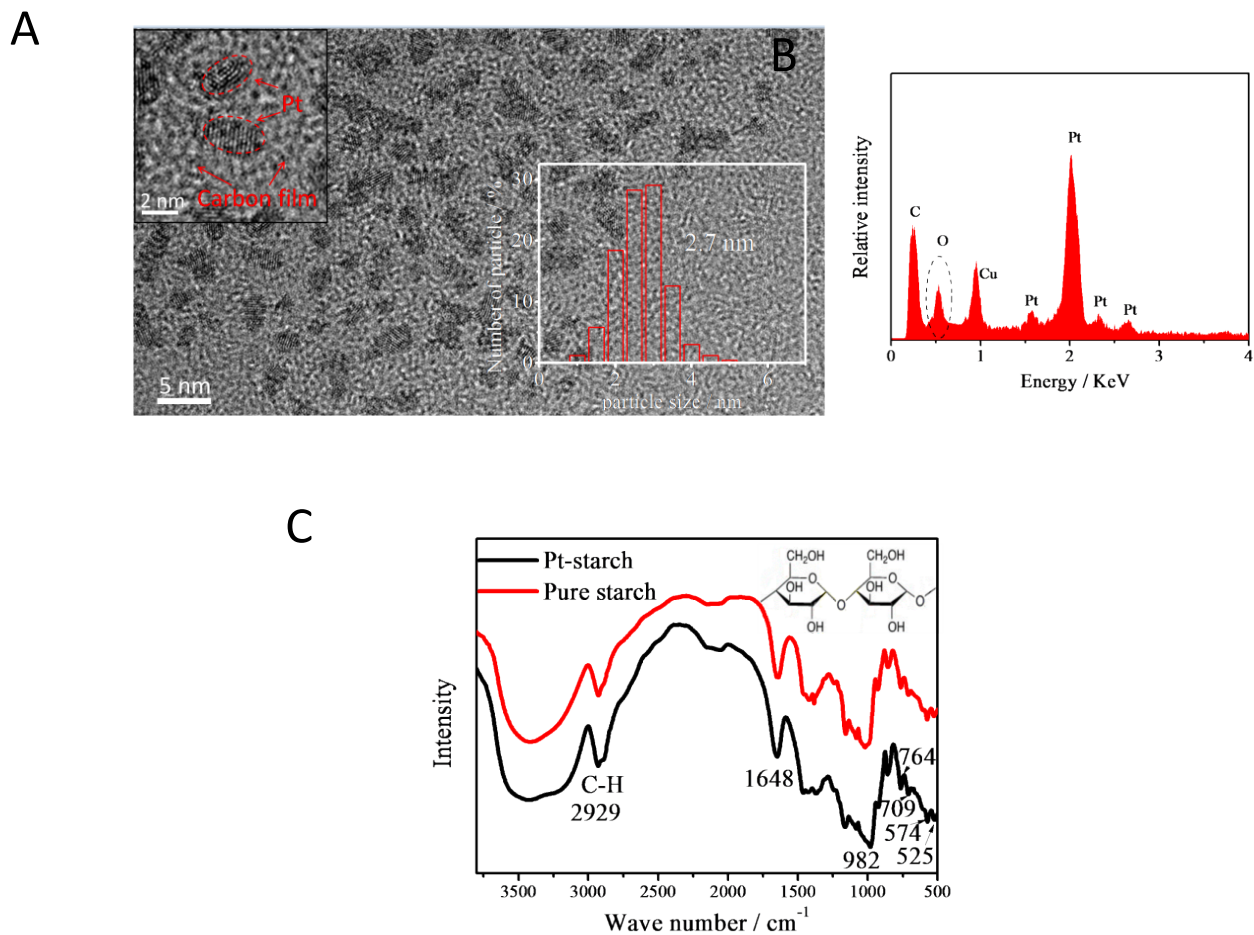 A
B
Pt
Carbon film
2 nm
5 nm
Number of particle / %
30
20
10
0
2.7 nm
0 2 4 6
particle size nm
Relative intensity
C
O
Cu
Pt
Pt
Pt
Pt
0 1 2 3 4
Energy / KeV
C
Pt-starch
Pure starch
CH₂OH CH₂OH
O O
OH OH
O O
OH OH
Intensity
C-H
2929
1648
982
764
709
574
525
3500 3000 2500 2000 1500 1000 500
Wave number / cm⁻¹